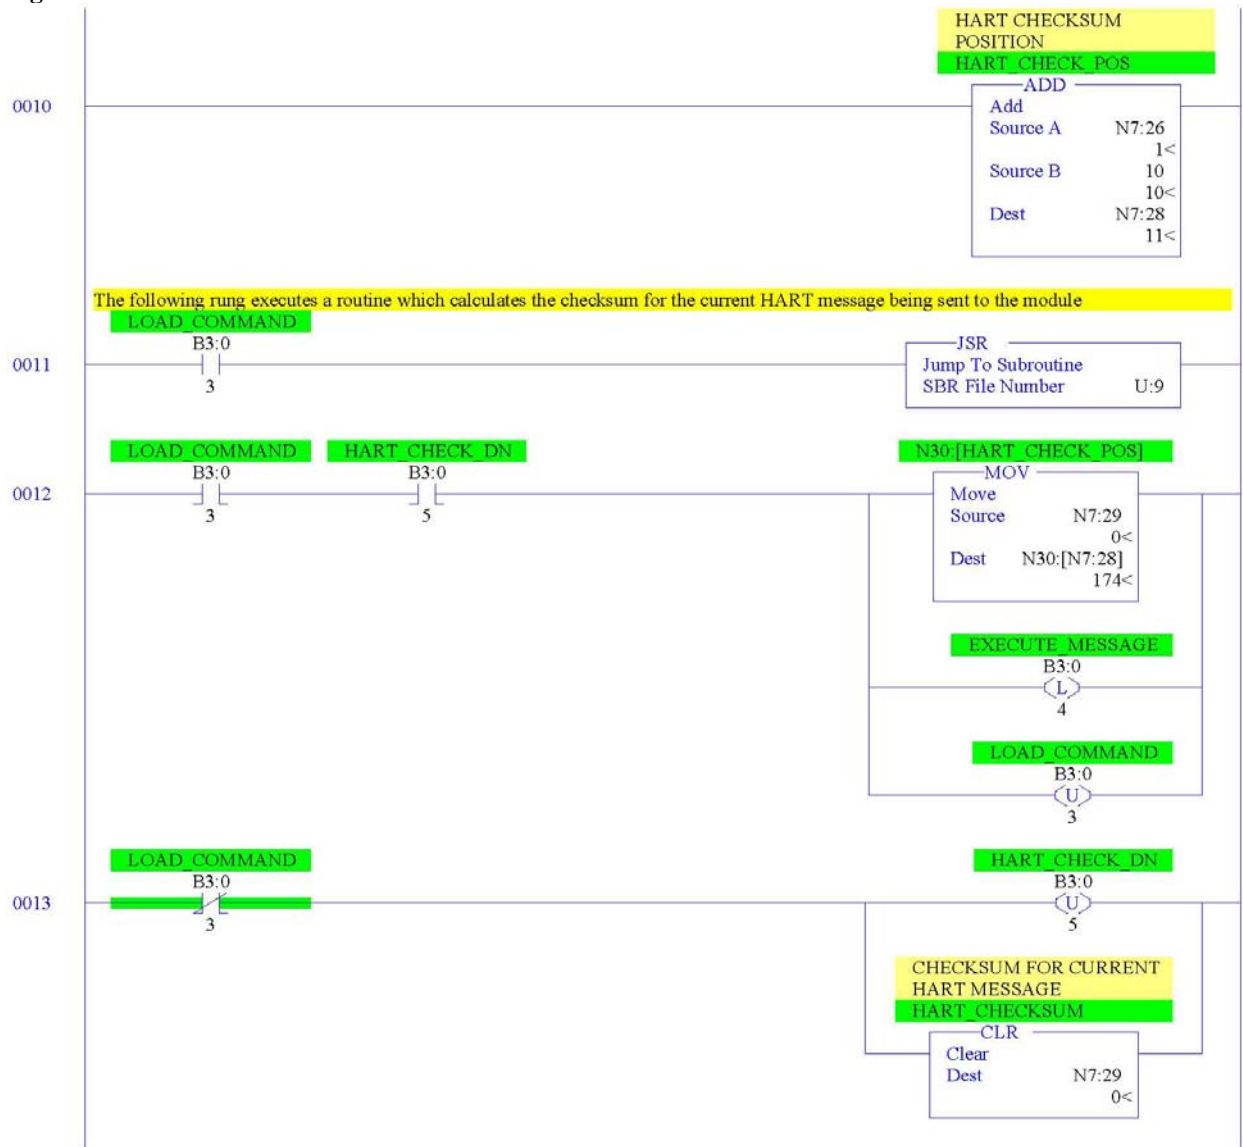 HART CHECKSUM
POSITION
HART_CHECK_POS
ADD
0010
Add
Source A N7:26
1<
Source B 10
10<
Dest N7:28
11<
The following rung executes a routine which calculates the checksum for the current HART message being sent to the module
LOAD_COMMAND
B3:0
JSR
0011
Jump To Subroutine
3
SBR File Number U:9
LOAD_COMMAND HART_CHECK_DN N30:[HART_CHECK_POS]
B3:0 B3:0 MOV
0012
Move
3 5
Source N7:29
0<
Dest N30:[N7:28]
174<
EXECUTE_MESSAGE
B3:0
L
4
LOAD_COMMAND
B3:0
U
3
LOAD_COMMAND HART_CHECK_DN
B3:0 B3:0
0013 U
3 5
CHECKSUM FOR CURRENT
HART MESSAGE
HART_CHECKSUM
CLR
Clear
Dest N7:29
0<